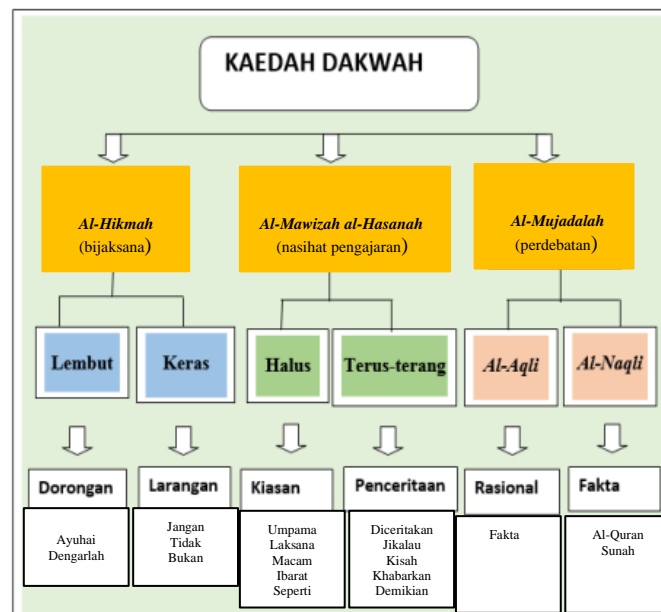 KAEDAH DAKWAH
Al-Hikmah
(bijaksana)
Al-Mawizah al-Hasanah
(nasihat pengajaran)
Al-Mujadalah
(perdebatan)
Lembut
Keras
Halus
Terus-terang
Al-Aqli
Al-Naqli
Dorongan
Larangan
Kiasan
Penceritaan
Rasional
Fakta
Ayuhai
Dengarlah
Jangan
Tidak
Bukan
Umpama
Laksana
Macam
Ibarat
Seperti
Diceritakan
Jikalau
Kisah
Khabarkan
Demikian
Fakta
Al-Quran
Sunah